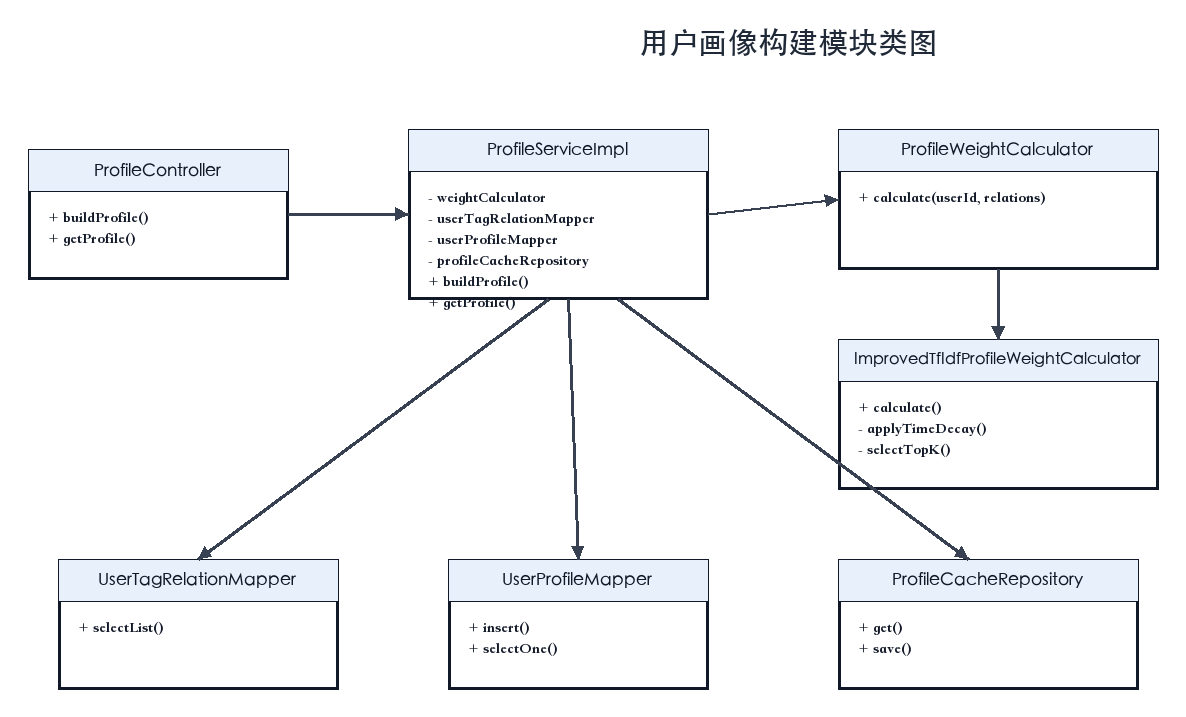 用户画像构建模块类图
ProfileController
+ buildProfile()
+ getProfile()
ProfileServiceImpl
- weightCalculator
- userTagRelationMapper
- userProfileMapper
- profileCacheRepository
+ buildProfile()
+ getProfile()
ProfileWeightCalculator
+ calculate(userId, relations)
ImprovedTfIdfProfileWeightCalculator
+ calculate()
- applyTimeDecay()
- selectTopK()
UserTagRelationMapper
+ selectList()
UserProfileMapper
+ insert()
+ selectOne()
ProfileCacheRepository
+ get()
+ save()